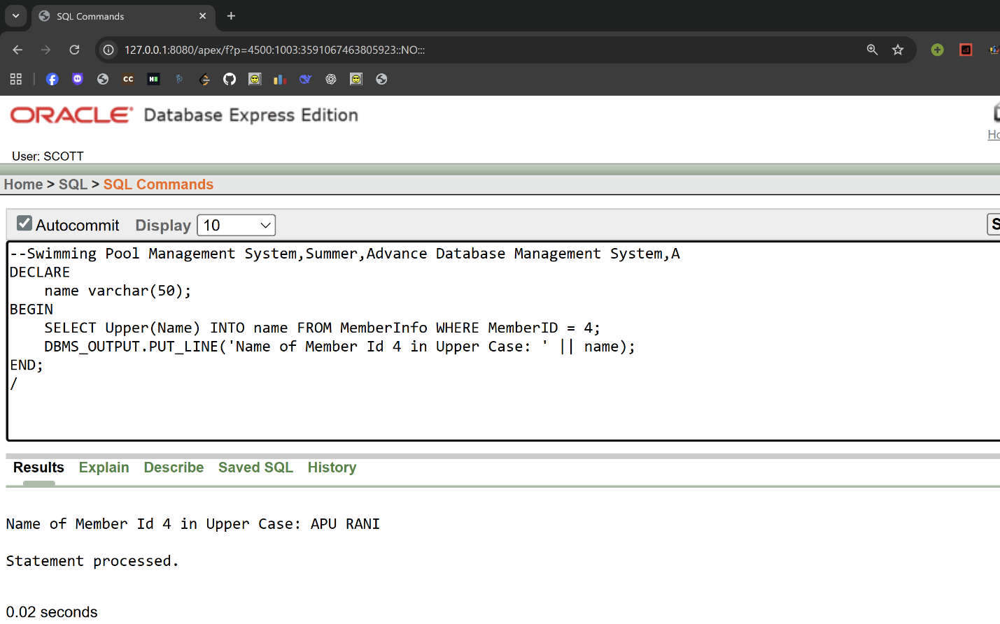 SQL Commands
127.0.0.1:8080/apex/f?p=4500:1003:3591067463805923::NO:::
CC
ORACLE Database Express Edition
User: SCOTT
Home > SQL > SQL Commands
Autocommit Display 10
--Swimming Pool Management System,Summer,Advance Database Management System,A
DECLARE
    name varchar(50);
BEGIN
    SELECT Upper(Name) INTO name FROM MemberInfo WHERE MemberID = 4;
    DBMS_OUTPUT.PUT_LINE('Name of Member Id 4 in Upper Case: ' || name);
END;
/
Results Explain Describe Saved SQL History
Name of Member Id 4 in Upper Case: APU RANI
Statement processed.
0.02 seconds